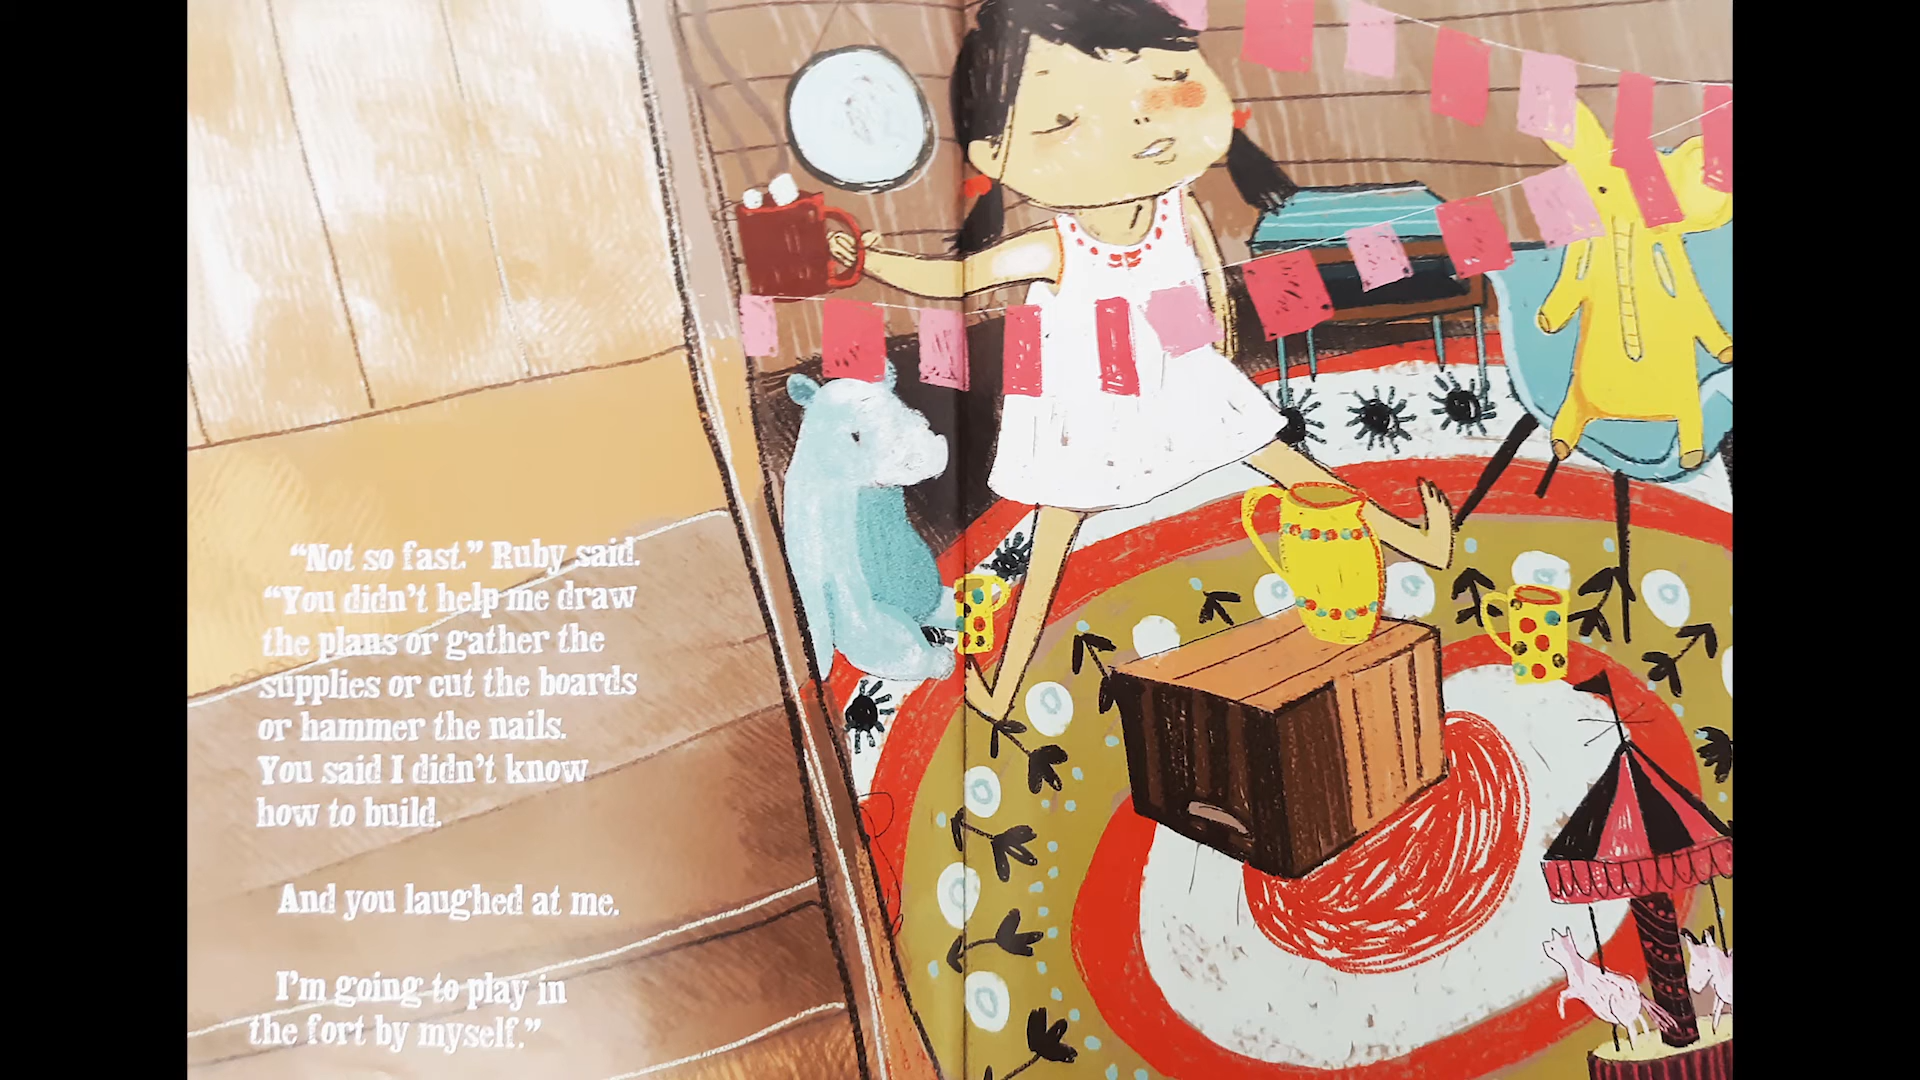 “Not so fast.” Ruby said.
“You didn’t help me draw
the plans or gather the
supplies or cut the boards
or hammer the nails.
You said I didn’t know
how to build.
And you laughed at me.
I’m going to play in
the fort by myself.”